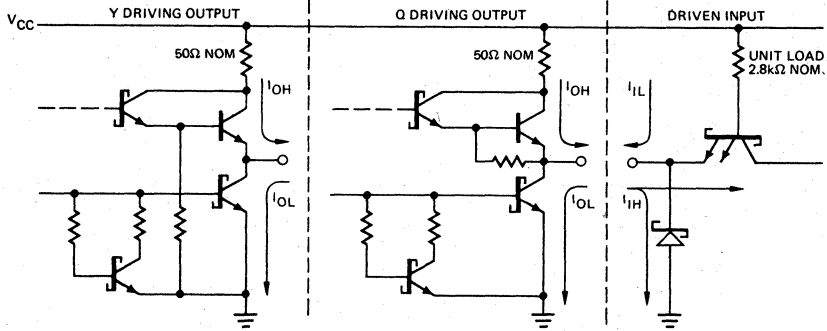 Y DRIVING OUTPUT
Q DRIVING OUTPUT
DRIVEN INPUT
VCC
50Ω NOM
IOH
IOL
50Ω NOM
IOH
IOL
UNIT LOAD
2.8kΩ NOM.
IIL
IIH